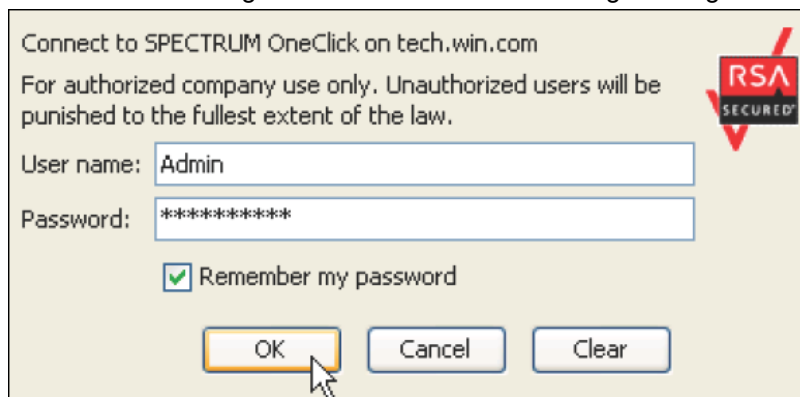 Connect to SPECTRUM OneClick on tech.win.com
For authorized company use only. Unauthorized users will be
punished to the fullest extent of the law.
RSA
SECURED
User name: Admin
Password: **********
Remember my password
OK Cancel Clear